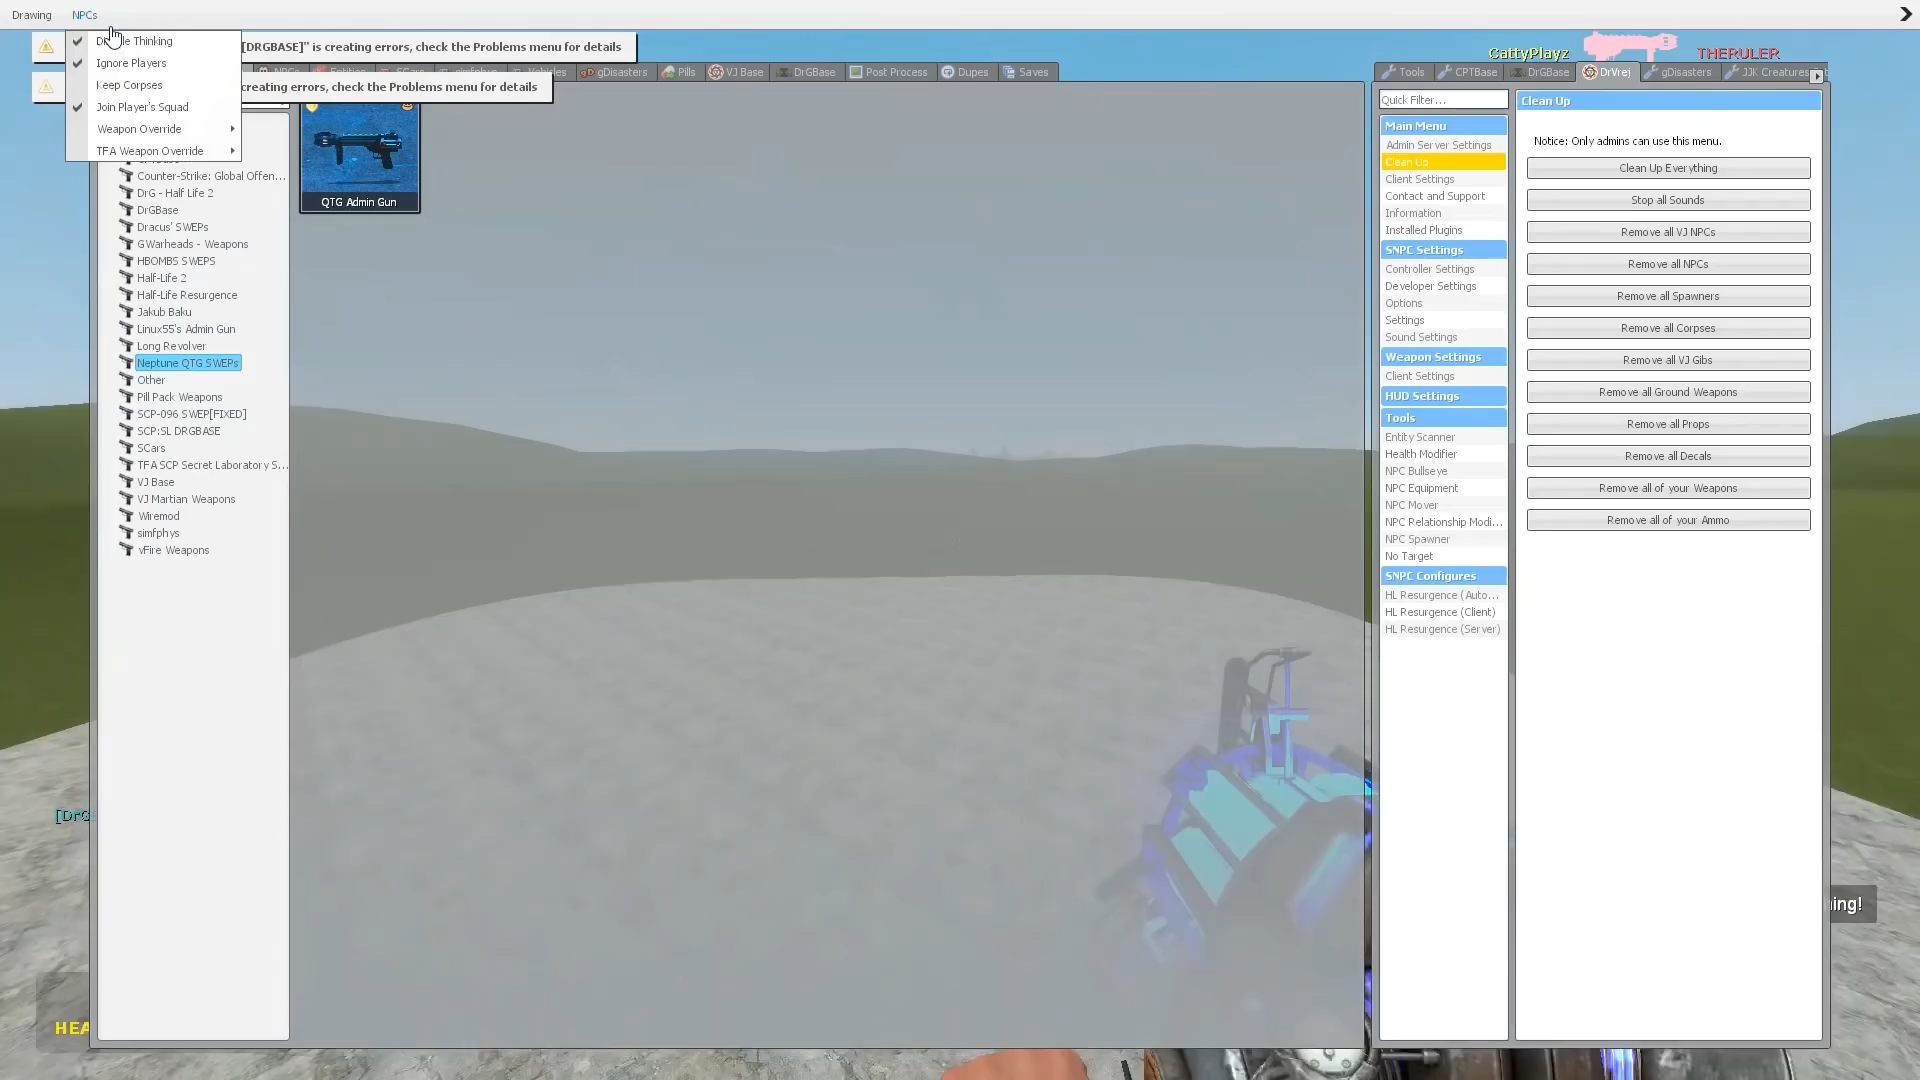 Drawing NPCs
Ignore Players
Keep Corpses
Join Player's Squad
Weapon Override
TFA Weapon Override
[DRGBASE]" is creating errors, check the Problems menu for details
creating errors, check the Problems menu for details
gDisasters Pills VJ Base DrGBase Post Process Dupes Saves
Counter-Strike: Global Offen...
DrG - Half Life 2
DrGBase
Dracus' SWEPs
GWarheads - Weapons
HBOMBS SWEPS
Half-Life 2
Half-Life Resurgence
Jakub Baku
Linux55's Admin Gun
Long Revolver
Neptune QTG SWEPs
Other
Pill Pack Weapons
SCP-096 SWEP[FIXED]
SCP:SL DRGBASE
SCars
TFA SCP Secret Laboratory S...
VJ Base
VJ Martian Weapons
Wiremod
simfphys
vFire Weapons
QTG Admin Gun
CattyPlayz THERULER
Tools CPTBase DrGBase DrVrej gDisasters JJK Creatures
Quick Filter...
Main Menu
Admin Server Settings
Clean Up
Client Settings
Contact and Support
Information
Installed Plugins
SNPC Settings
Controller Settings
Developer Settings
Options
Settings
Sound Settings
Weapon Settings
Client Settings
HUD Settings
Tools
Entity Scanner
Health Modifier
NPC Bullseye
NPC Equipment
NPC Mover
NPC Relationship Modi...
NPC Spawner
No Target
SNPC Configures
HL Resurgence (Auto...
HL Resurgence (Client)
HL Resurgence (Server)
Clean Up
Notice: Only admins can use this menu.
Clean Up Everything
Stop all Sounds
Remove all VJ NPCs
Remove all NPCs
Remove all Spawners
Remove all Corpses
Remove all VJ Gibs
Remove all Ground Weapons
Remove all Props
Remove all Decals
Remove all of your Weapons
Remove all of your Ammo
[DrG
ning!
HEA